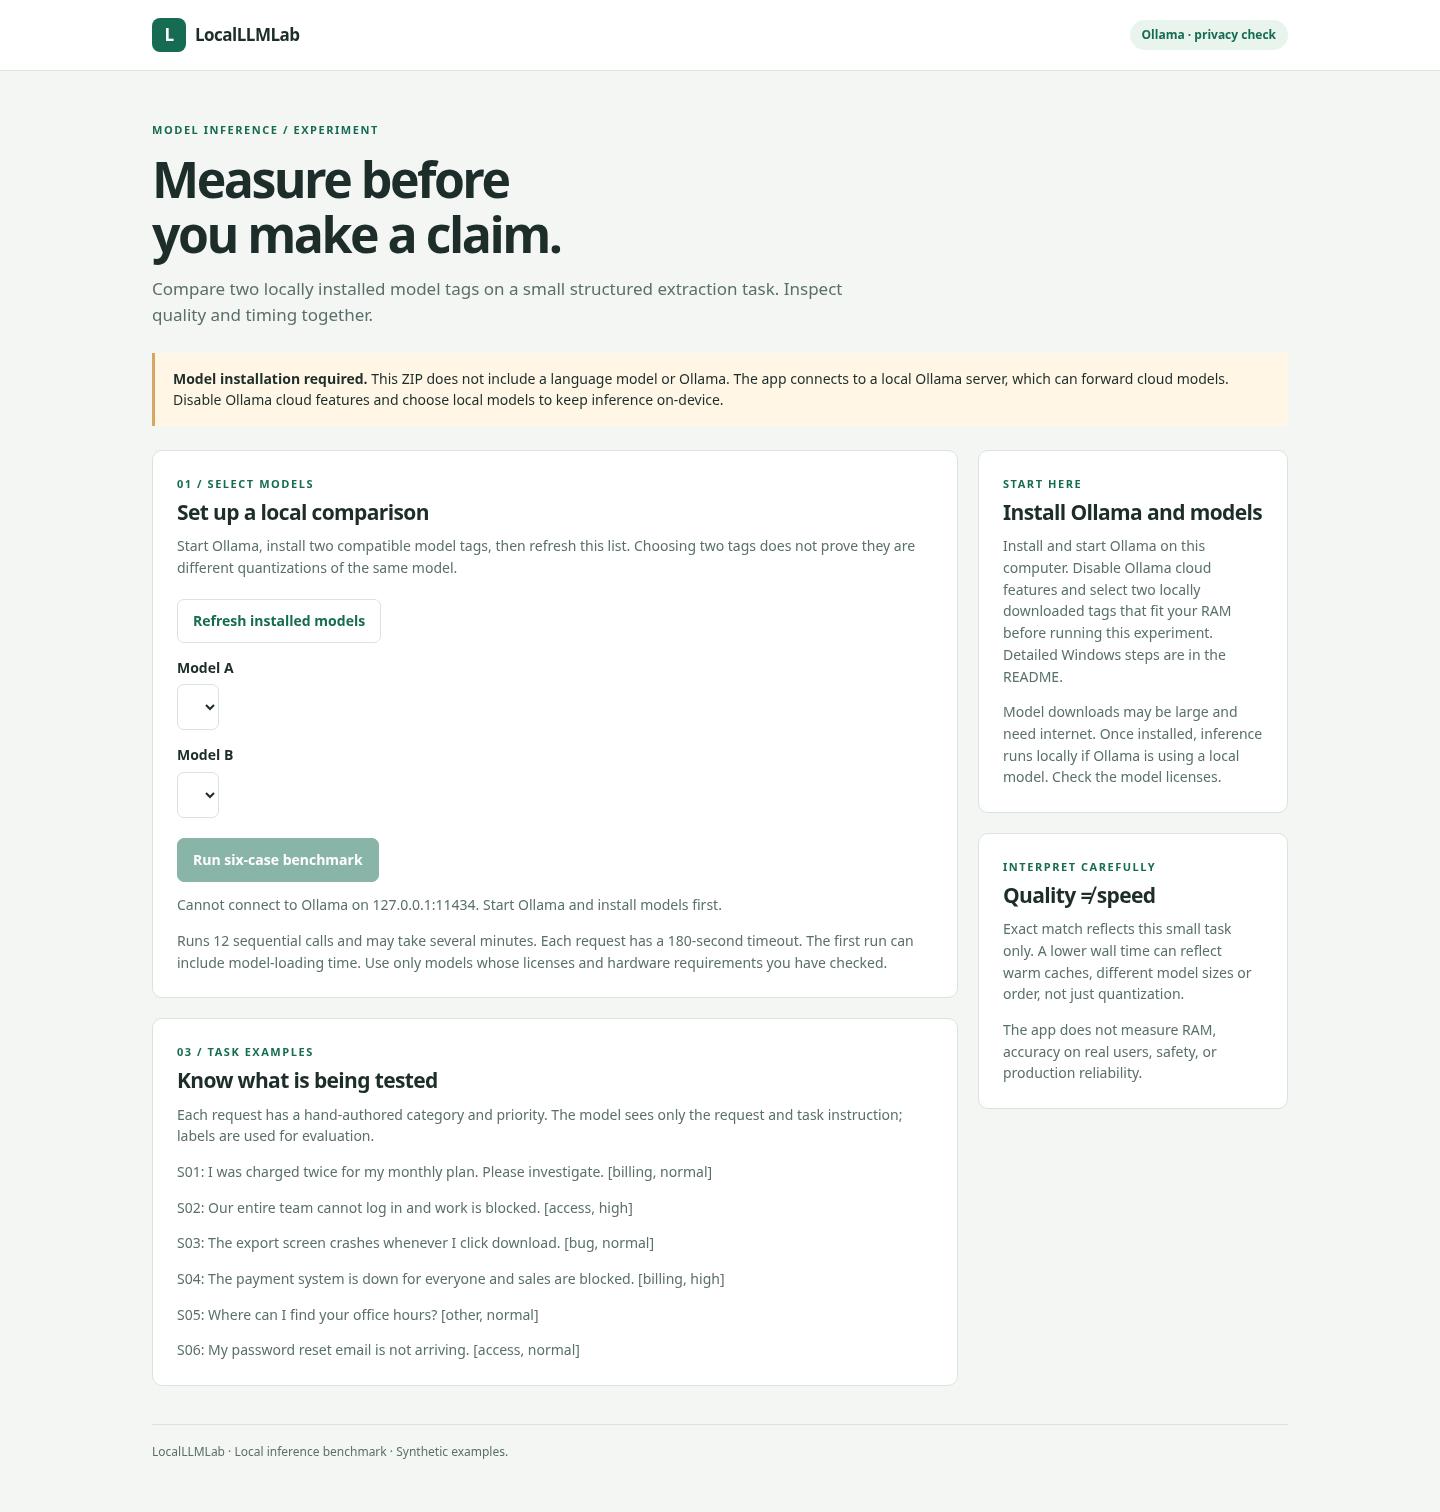 L LocalLLMLab
Ollama · privacy check
MODEL INFERENCE / EXPERIMENT
Measure before
you make a claim.
Compare two locally installed model tags on a small structured extraction task. Inspect
quality and timing together.
Model installation required. This ZIP does not include a language model or Ollama. The app connects to a local Ollama server, which can forward cloud models.
Disable Ollama cloud features and choose local models to keep inference on-device.
01 / SELECT MODELS
Set up a local comparison
Start Ollama, install two compatible model tags, then refresh this list. Choosing two tags does not prove they are
different quantizations of the same model.
Refresh installed models
Model A
Model B
Run six-case benchmark
Cannot connect to Ollama on 127.0.0.1:11434. Start Ollama and install models first.
Runs 12 sequential calls and may take several minutes. Each request has a 180-second timeout. The first run can
include model-loading time. Use only models whose licenses and hardware requirements you have checked.
03 / TASK EXAMPLES
Know what is being tested
Each request has a hand-authored category and priority. The model sees only the request and task instruction;
labels are used for evaluation.
S01: I was charged twice for my monthly plan. Please investigate. [billing, normal]
S02: Our entire team cannot log in and work is blocked. [access, high]
S03: The export screen crashes whenever I click download. [bug, normal]
S04: The payment system is down for everyone and sales are blocked. [billing, high]
S05: Where can I find your office hours? [other, normal]
S06: My password reset email is not arriving. [access, normal]
START HERE
Install Ollama and models
Install and start Ollama on this
computer. Disable Ollama cloud
features and select two locally
downloaded tags that fit your RAM
before running this experiment.
Detailed Windows steps are in the
README.
Model downloads may be large and
need internet. Once installed, inference
runs locally if Ollama is using a local
model. Check the model licenses.
INTERPRET CAREFULLY
Quality ≠ speed
Exact match reflects this small task
only. A lower wall time can reflect
warm caches, different model sizes or
order, not just quantization.
The app does not measure RAM,
accuracy on real users, safety, or
production reliability.
LocalLLMLab · Local inference benchmark · Synthetic examples.